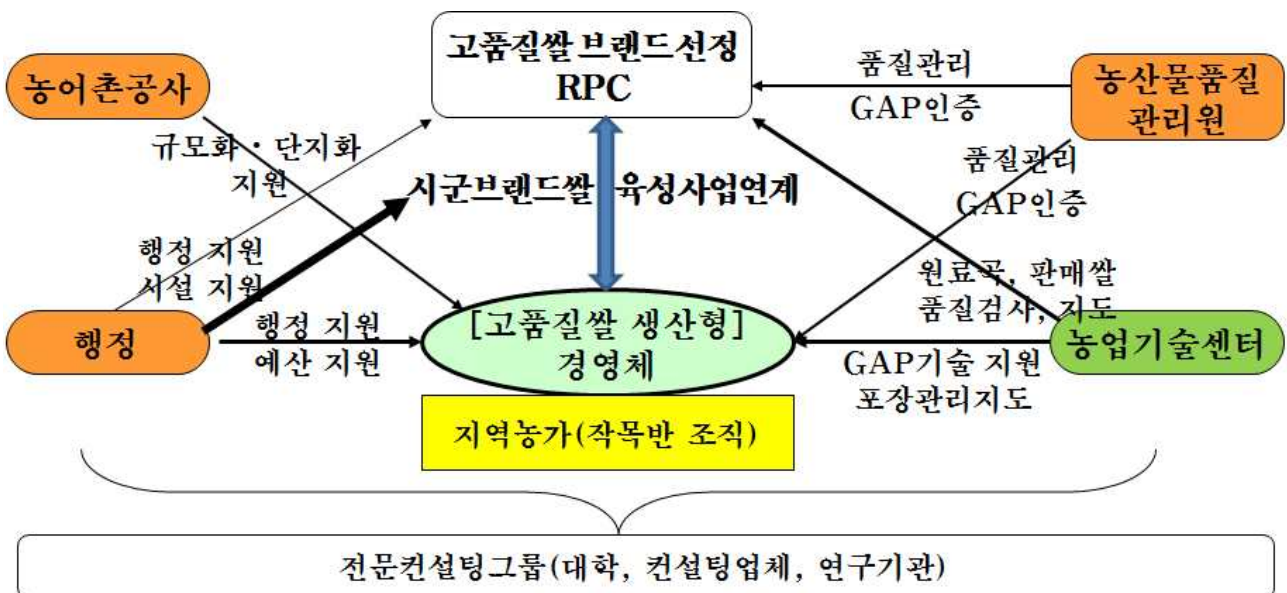 고품질쌀 브랜드선정
RPC
농어촌공사
농산물품질
관리원
품질관리
GAP인증
규모화·단지화
지원
품질관리
GAP인증
시군브랜드쌀 육성사업연계
행정 지원
시설 지원
원료곡, 판매쌀
품질검사, 지도
행정
행정 지원
예산 지원
[고품질쌀 생산형]
경영체
농업기술센터
GAP기술 지원
포장관리지도
지역농가(작목반 조직)
전문컨설팅그룹(대학, 컨설팅업체, 연구기관)